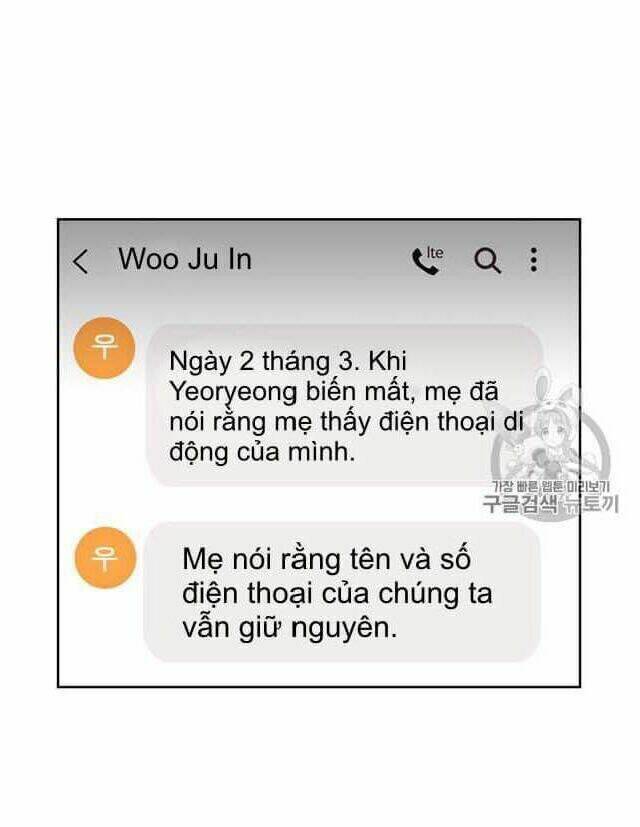 Woo Ju In
lte
우
Ngày 2 tháng 3. Khi
Yeoryeong biến mất, mẹ đã
nói rằng mẹ thấy điện thoại di
động của mình.
가장 빠른 웹툰 미리보기
구글검색 뉴토끼
우
Mẹ nói rằng tên và số
điện thoại của chúng ta
vẫn giữ nguyên.